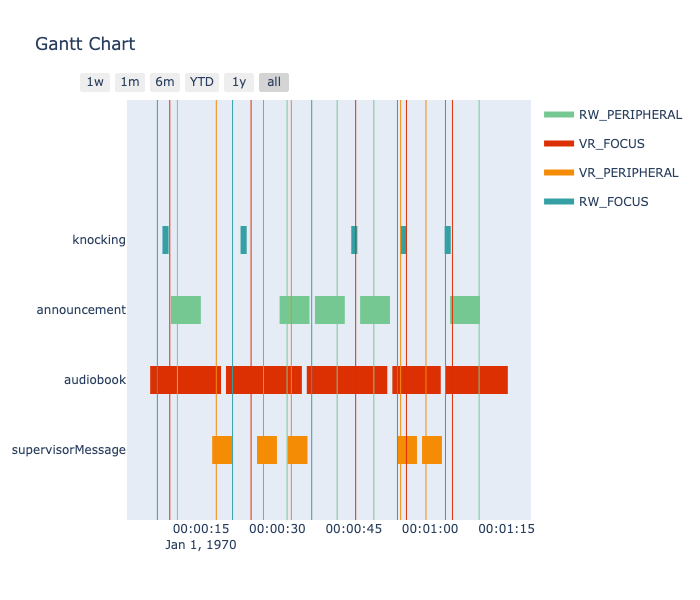 Gantt Chart
1w 1m 6m YTD 1y all
RW_PERIPHERAL
VR_FOCUS
VR_PERIPHERAL
RW_FOCUS
knocking
announcement
audiobook
supervisorMessage
00:00:15 00:00:30 00:00:45 00:01:00 00:01:15
Jan 1, 1970